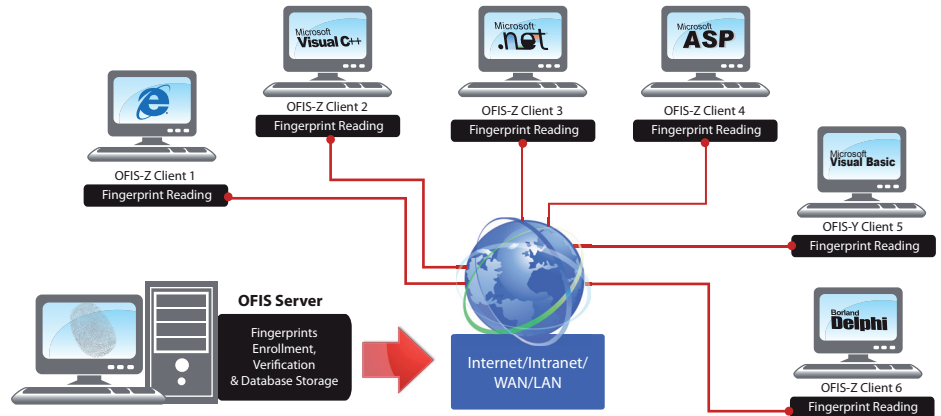 Microsoft
Visual C++
OFIS-Z Client 2
Fingerprint Reading
Microsoft
.net
OFIS-Z Client 3
Fingerprint Reading
Microsoft
ASP
OFIS-Z Client 4
Fingerprint Reading
OFIS-Z Client 1
Fingerprint Reading
Microsoft
Visual Basic
OFIS-Y Client 5
Fingerprint Reading
OFIS Server
Fingerprints
Enrollment,
Verification
& Database Storage
Internet/Intranet/
WAN/LAN
Borland
Delphi
OFIS-Z Client 6
Fingerprint Reading